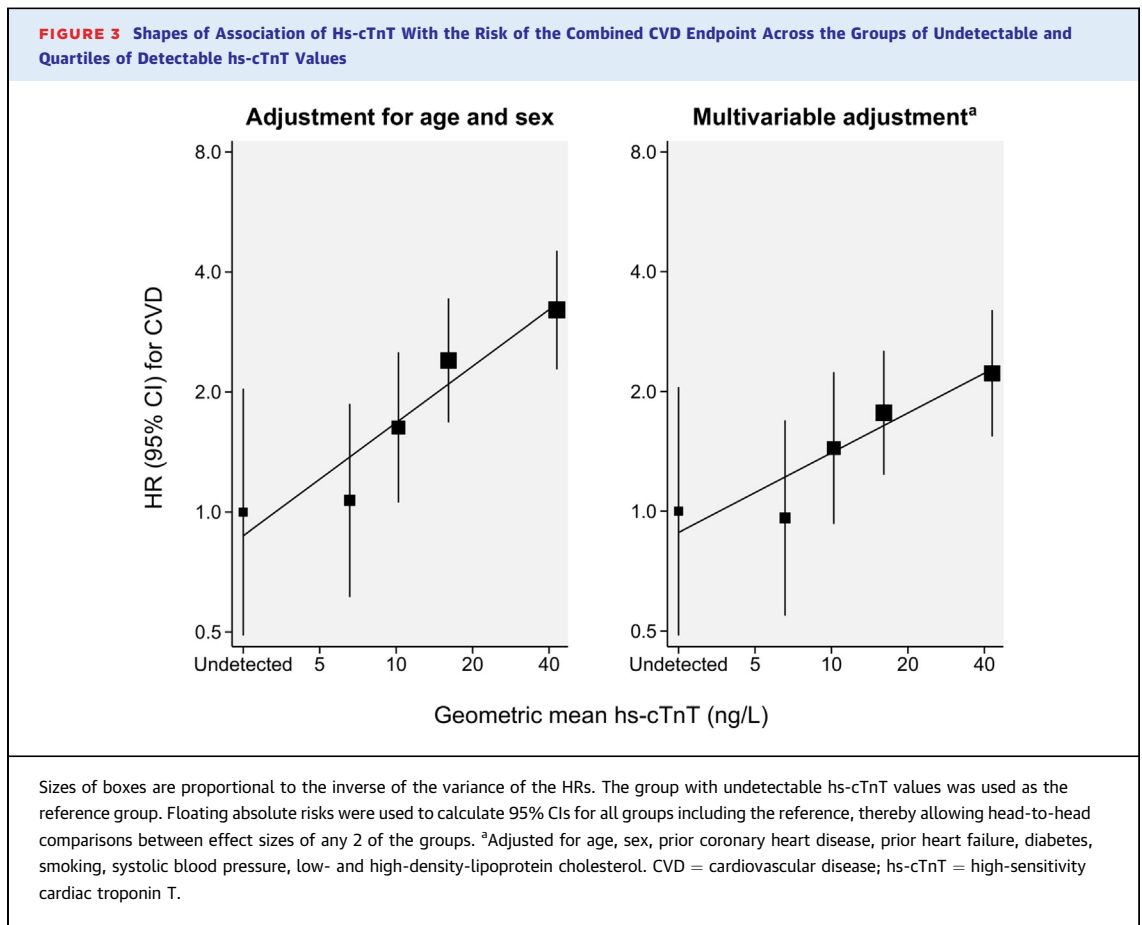 FIGURE 3 Shapes of Association of Hs-cTnT With the Risk of the Combined CVD Endpoint Across the Groups of Undetectable and
Quartiles of Detectable hs-cTnT Values
Adjustment for age and sex
Multivariable adjustmentᵃ
HR (95% CI) for CVD
8.0
4.0
2.0
1.0
0.5
Undetected 5 10 20 40
8.0
4.0
2.0
1.0
0.5
Undetected 5 10 20 40
Geometric mean hs-cTnT (ng/L)
Sizes of boxes are proportional to the inverse of the variance of the HRs. The group with undetectable hs-cTnT values was used as the
reference group. Floating absolute risks were used to calculate 95% CIs for all groups including the reference, thereby allowing head-to-head
comparisons between effect sizes of any 2 of the groups. ᵃAdjusted for age, sex, prior coronary heart disease, prior heart failure, diabetes,
smoking, systolic blood pressure, low- and high-density-lipoprotein cholesterol. CVD = cardiovascular disease; hs-cTnT = high-sensitivity
cardiac troponin T.